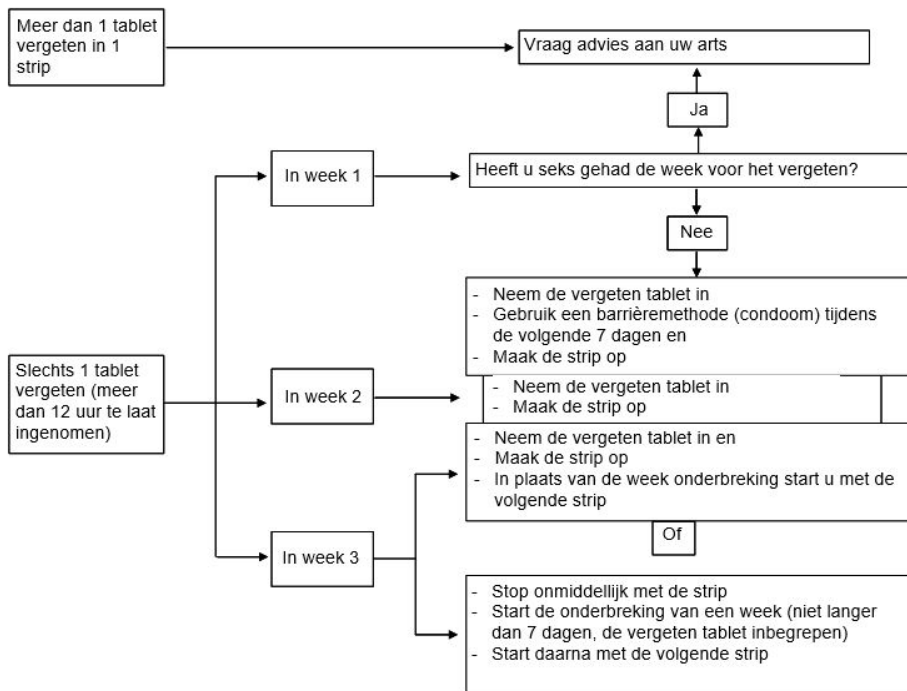 Meer dan 1 tablet
vergeten in 1
strip
Vraag advies aan uw arts
Ja
In week 1
Heeft u seks gehad de week voor het vergeten?
Nee
- Neem de vergeten tablet in
- Gebruik een barrièremethode (condoom) tijdens
de volgende 7 dagen en
- Maak de strip op
Slechts 1 tablet
vergeten (meer
dan 12 uur te laat
ingenomen)
In week 2
- Neem de vergeten tablet in
- Maak de strip op
- Neem de vergeten tablet in en
- Maak de strip op
- In plaats van de week onderbreking start u met de
volgende strip
Of
In week 3
- Stop onmiddellijk met de strip
- Start de onderbreking van een week (niet langer
dan 7 dagen, de vergeten tablet inbegrepen)
- Start daarna met de volgende strip